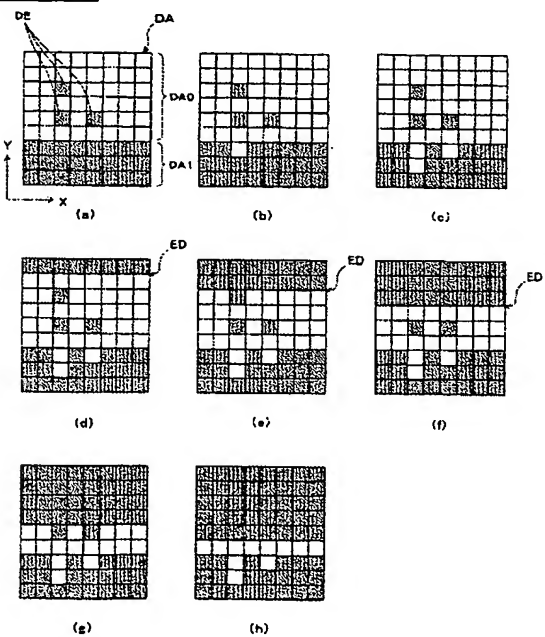 DE DA
DA0
DA1
Y
X
(a) (b) (c)
ED ED ED
(d) (e) (f)
(g) (h)